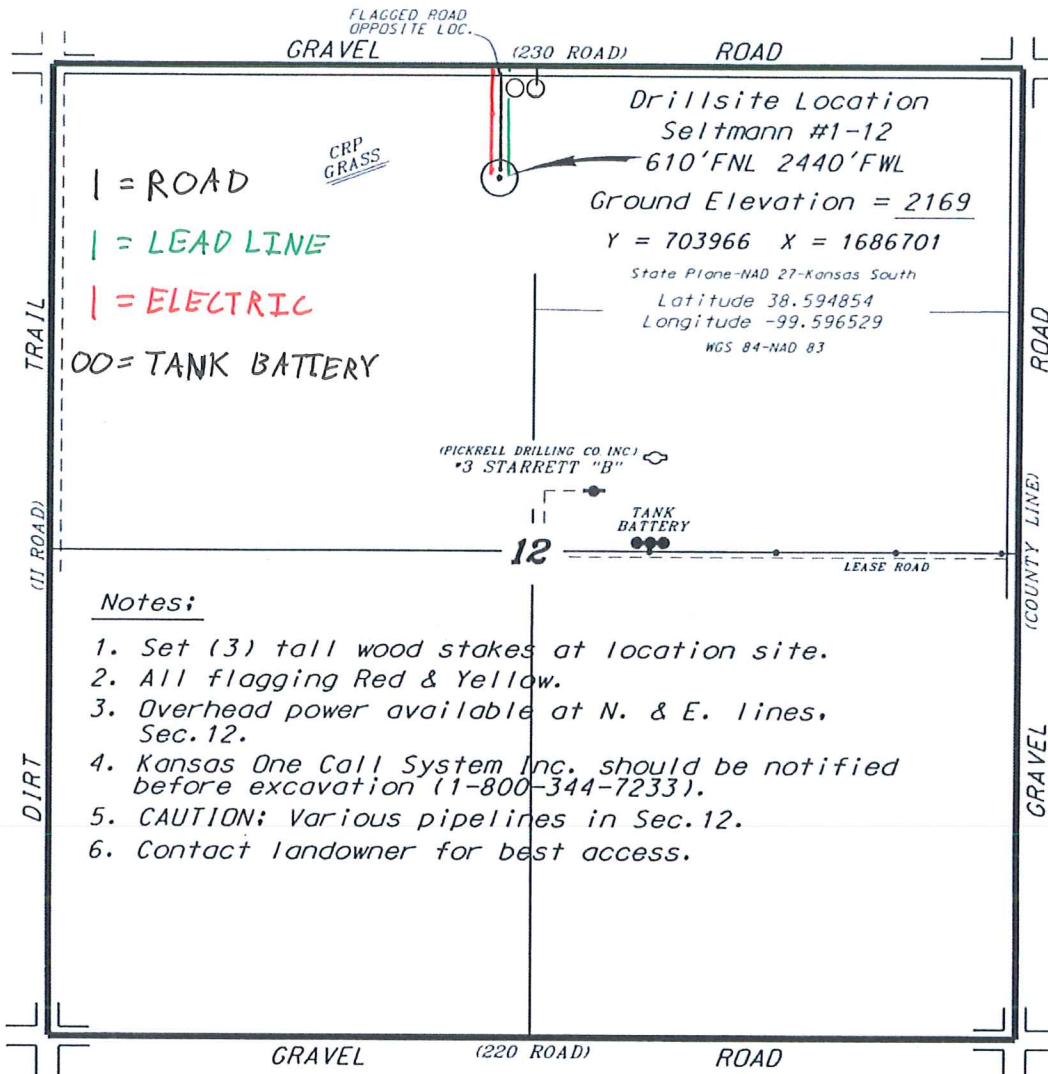 FLAGGED ROAD
OPPOSITE LOC.
GRAVEL (230 ROAD) ROAD
Drillsite Location
Seltmann #1-12
610'FNL 2440'FWL
Ground Elevation = 2169
Y = 703966 X = 1686701
State Plane-NAD 27-Kansas South
Latitude 38.594854
Longitude -99.596529
WGS 84-NAD 83
CRP
GRASS
| = ROAD
| = LEAD LINE
| = ELECTRIC
OO = TANK BATTERY
TRAIL
(11 ROAD)
DIRT
ROAD
(COUNTY LINE)
GRAVEL
(PICKRELL DRILLING CO INC)
#3 STARRETT "B"
TANK
BATTERY
12
LEASE ROAD
Notes:
1. Set (3) tall wood stakes at location site.
2. All flagging Red & Yellow.
3. Overhead power available at N. & E. lines,
Sec.12.
4. Kansas One Call System Inc. should be notified
before excavation (1-800-344-7233).
5. CAUTION: Various pipelines in Sec.12.
6. Contact landowner for best access.
GRAVEL (220 ROAD) ROAD